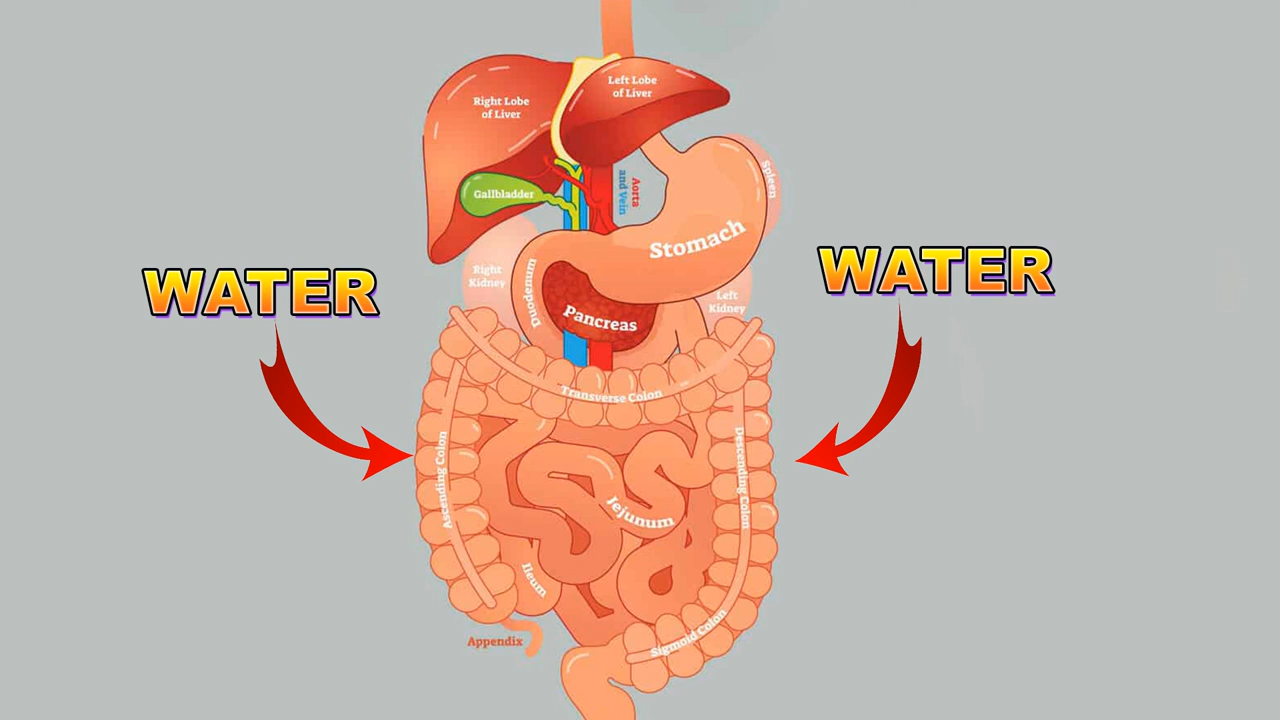 Left Lobe
of Liver
Right Lobe
of Liver
Spleen
Gallbladder
Aorta
and Vein
Stomach
WATER
WATER
Right
Kidney
Duodenum
Left
Kidney
Pancreas
Transverse Colon
Ascending Colon
Descending Colon
Jejunum
Ileum
Appendix
Sigmoid Colon